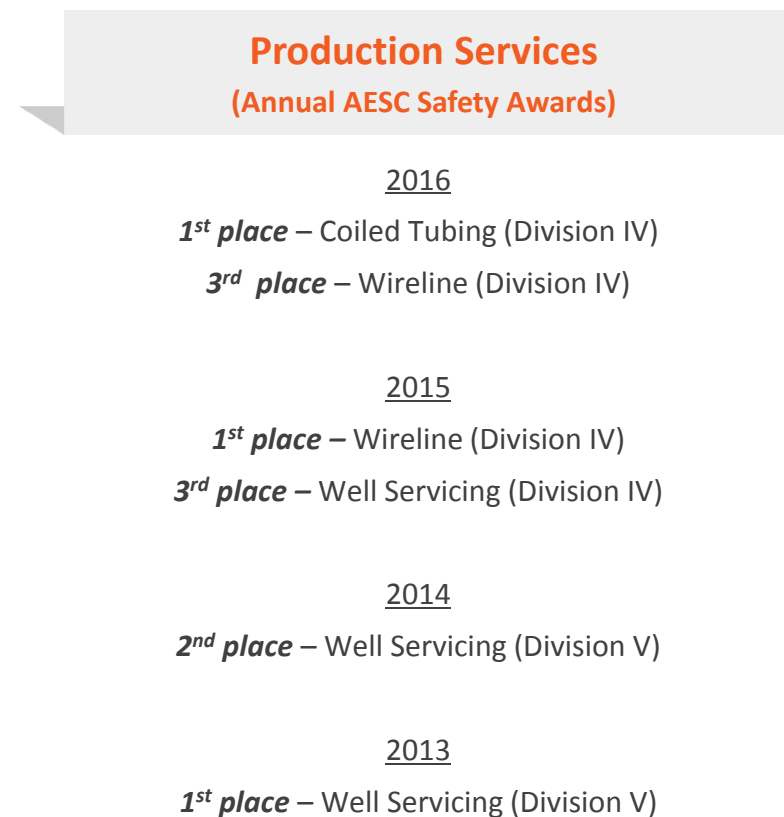 Production Services
(Annual AESC Safety Awards)
2016
1st place – Coiled Tubing (Division IV)
3rd place – Wireline (Division IV)
2015
1st place – Wireline (Division IV)
3rd place – Well Servicing (Division IV)
2014
2nd place – Well Servicing (Division V)
2013
1st place – Well Servicing (Division V)